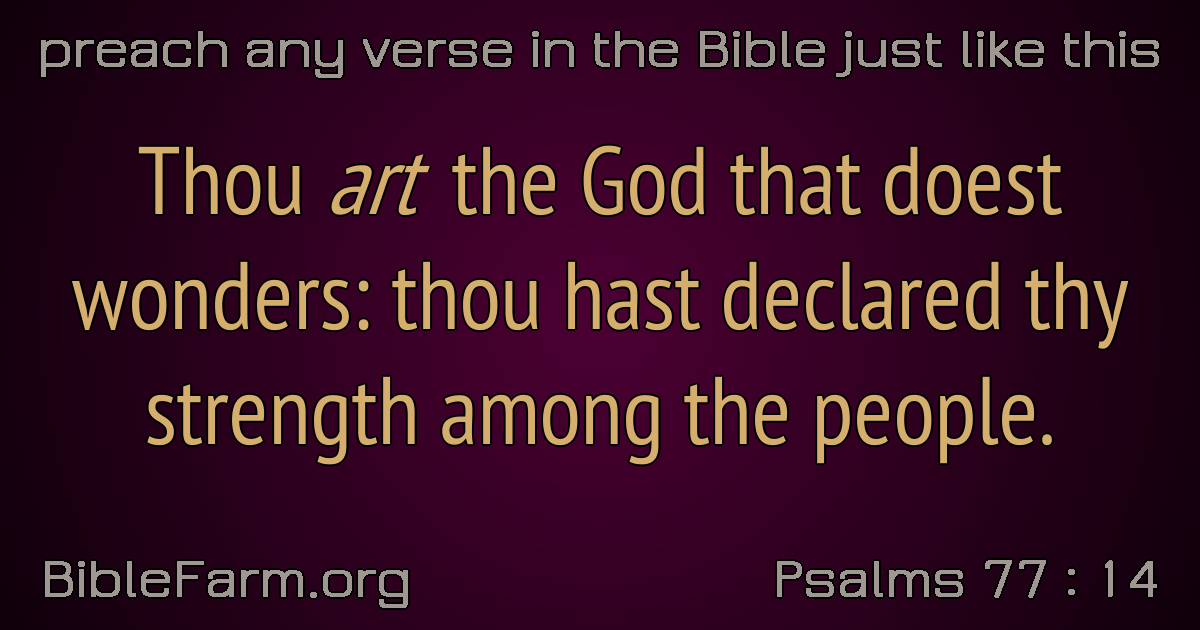 preach any verse in the Bible just like this
Thou art the God that doest
wonders: thou hast declared thy
strength among the people.
BibleFarm.org
Psalms 77 : 14